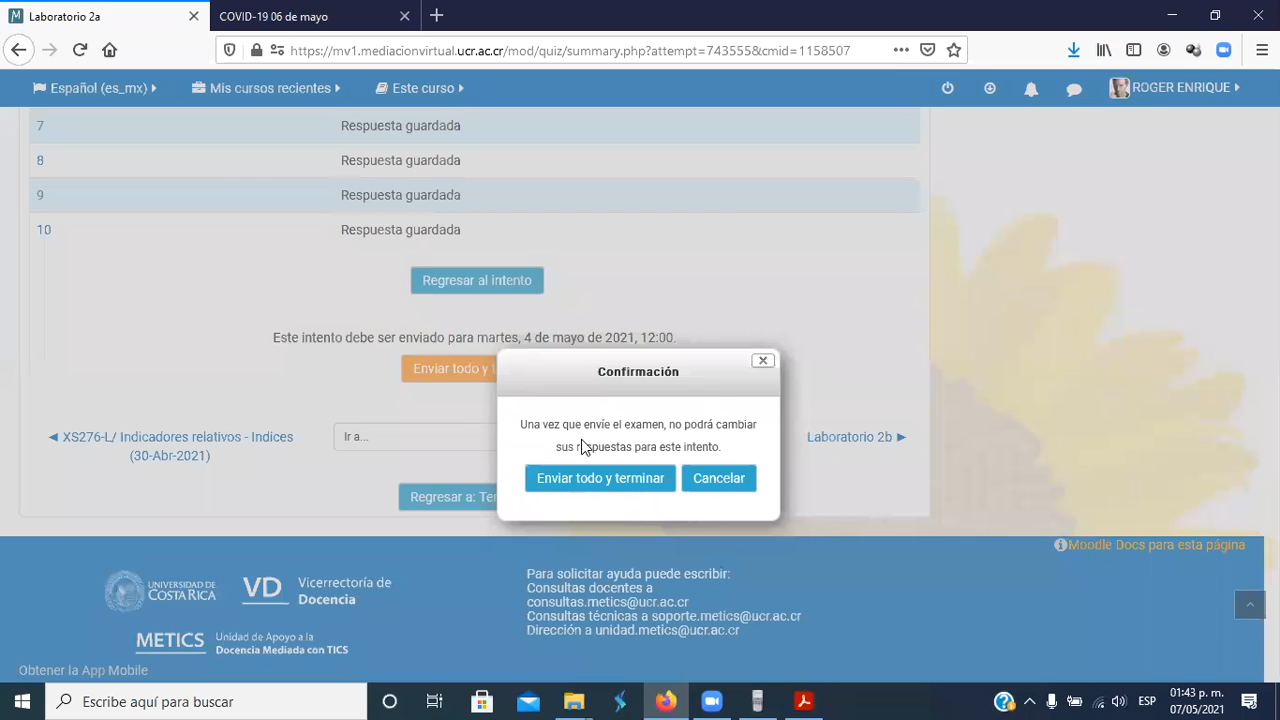 Laboratorio 2a
COVID-19 06 de mayo
https://mv1.mediacionvirtual.ucr.ac.cr/mod/quiz/summary.php?attempt=743555&cmid=1158507
Español (es_mx)
Mis cursos recientes
Este curso
ROGER ENRIQUE
7 Respuesta guardada
8 Respuesta guardada
9 Respuesta guardada
10 Respuesta guardada
Regresar al intento
Este intento debe ser enviado para martes, 4 de mayo de 2021, 12:00.
Enviar todo y
Confirmación
Una vez que envíe el examen, no podrá cambiar
sus respuestas para este intento.
Enviar todo y terminar
Cancelar
◄ XS276-L/ Indicadores relativos - Indices
(30-Abr-2021)
Ir a...
Laboratorio 2b ►
Regresar a: Te
Moodle Docs para esta página
UNIVERSIDAD DE
COSTA RICA
VD Vicerrectoría de
Docencia
METICS Unidad de Apoyo a la
Docencia Mediada con TICS
Para solicitar ayuda puede escribir:
Consultas docentes a
consultas.metics@ucr.ac.cr
Consultas técnicas a soporte.metics@ucr.ac.cr
Dirección a unidad.metics@ucr.ac.cr
Obtener la App Mobile
Escribe aquí para buscar
ESP
01:43 p. m.
07/05/2021